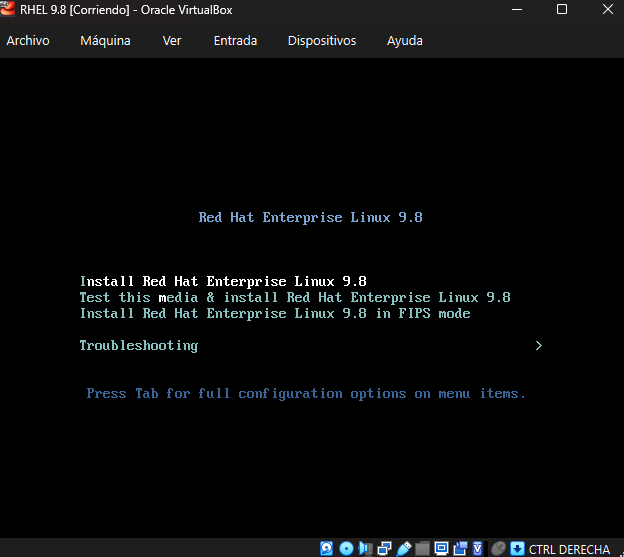 RHEL 9.8 [Corriendo] - Oracle VirtualBox
Archivo Máquina Ver Entrada Dispositivos Ayuda
Red Hat Enterprise Linux 9.8
Install Red Hat Enterprise Linux 9.8
Test this media & install Red Hat Enterprise Linux 9.8
Install Red Hat Enterprise Linux 9.8 in FIPS mode
Troubleshooting >
Press Tab for full configuration options on menu items.
CTRL DERECHA